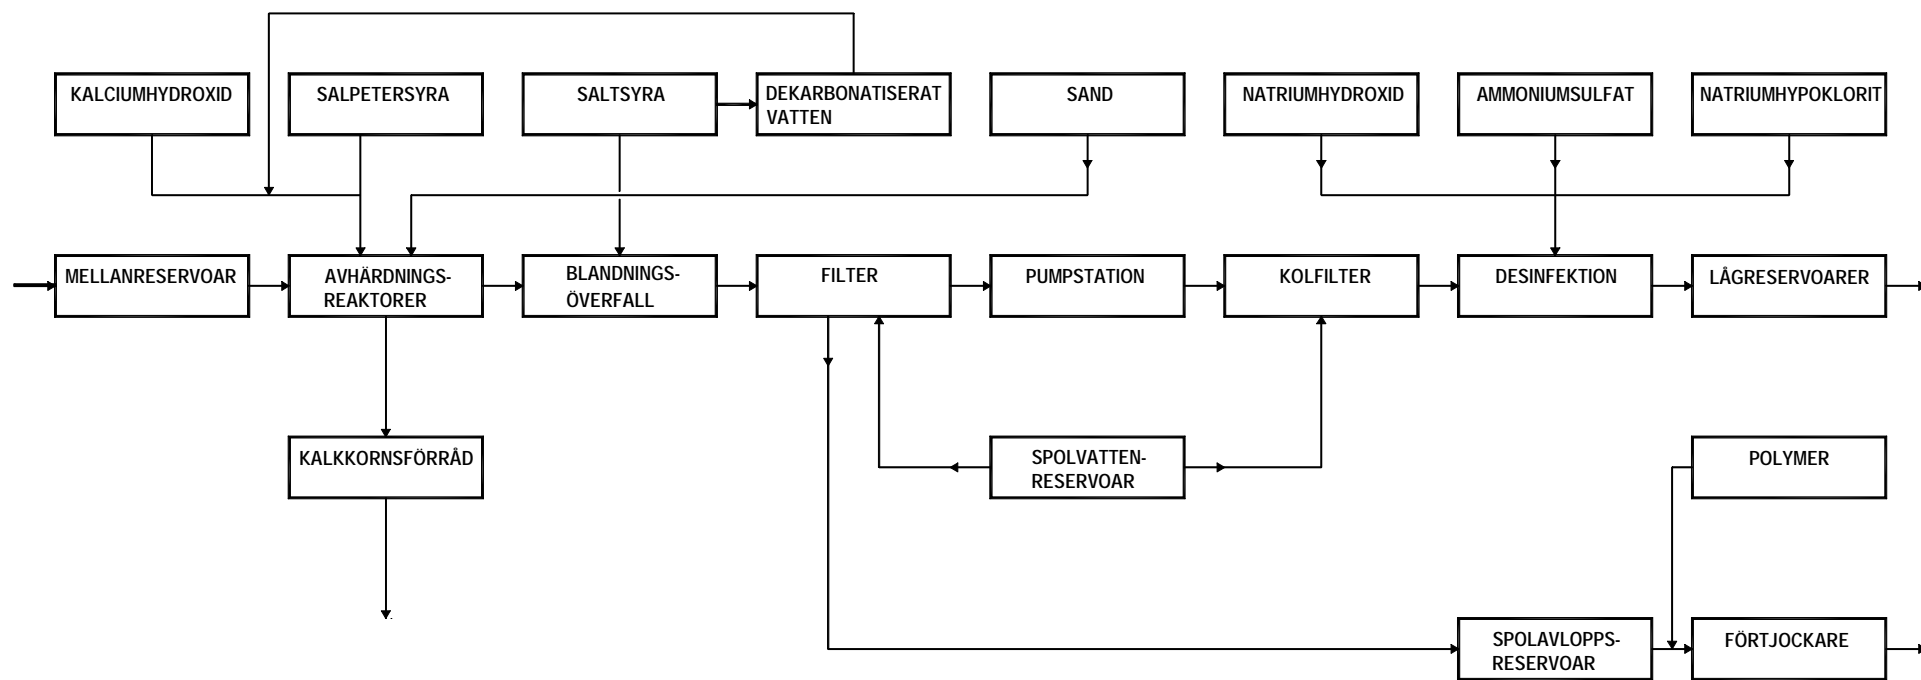 KALCIUMHYDROXID
SALPETERSYRA
SALTSYRA
DEKARBONATISERAT
VATTEN
SAND
NATRIUMHYDROXID
AMMONIUMSULFAT
NATRIUMHYPOKLORIT
MELLANRESERVOAR
AVHÄRDNINGS-
REAKTORER
BLANDNINGS-
ÖVERFALL
FILTER
PUMPSTATION
KOLFILTER
DESINFEKTION
LÅGRESERVOARER
KALKKORNSFÖRRÅD
SPOLVATTEN-
RESERVOAR
POLYMER
SPOLAVLOPPS-
RESERVOAR
FÖRTJOCKARE